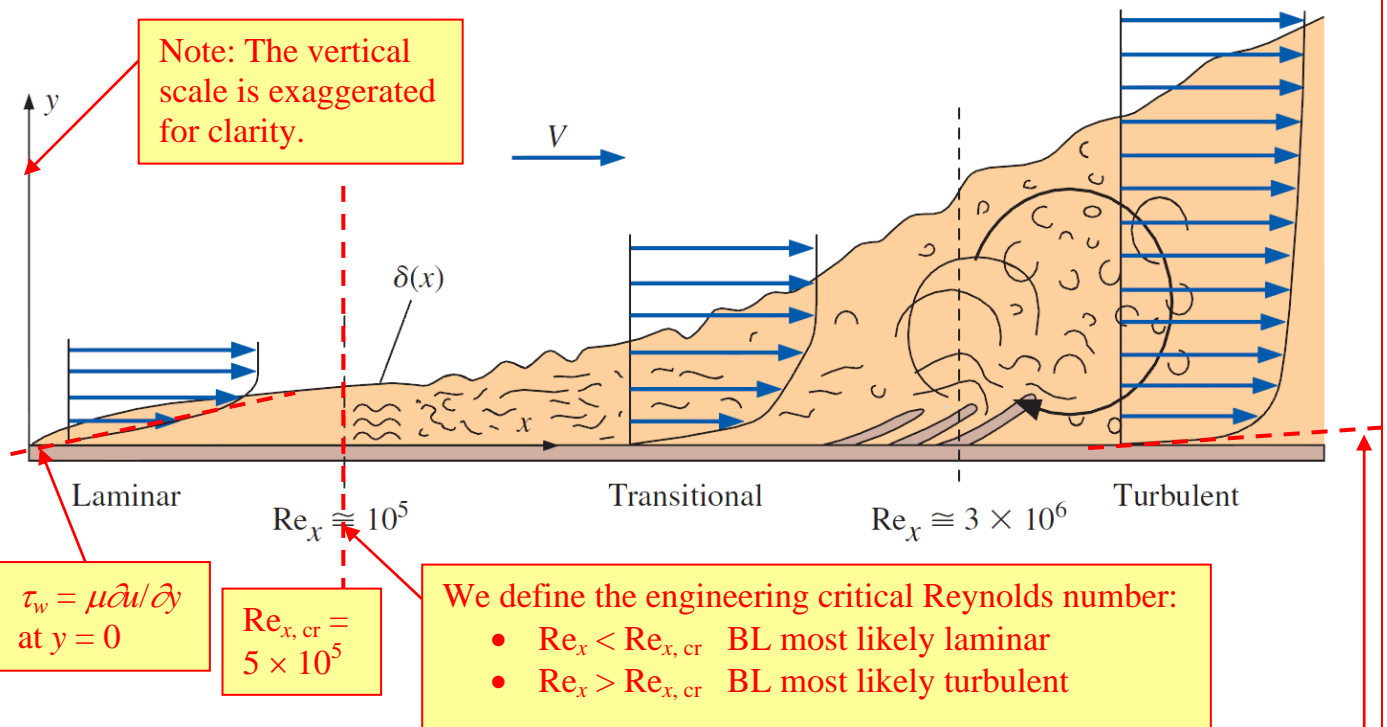 Note: The vertical
scale is exaggerated
for clarity.
y
V
δ(x)
x
Laminar
Transitional
Turbulent
Re_x ≅ 10^5
Re_x ≅ 3 × 10^6
τ_w = μ∂u/∂y
at y = 0
Re_x, cr =
5 × 10^5
We define the engineering critical Reynolds number:
• Re_x < Re_x, cr BL most likely laminar
• Re_x > Re_x, cr BL most likely turbulent